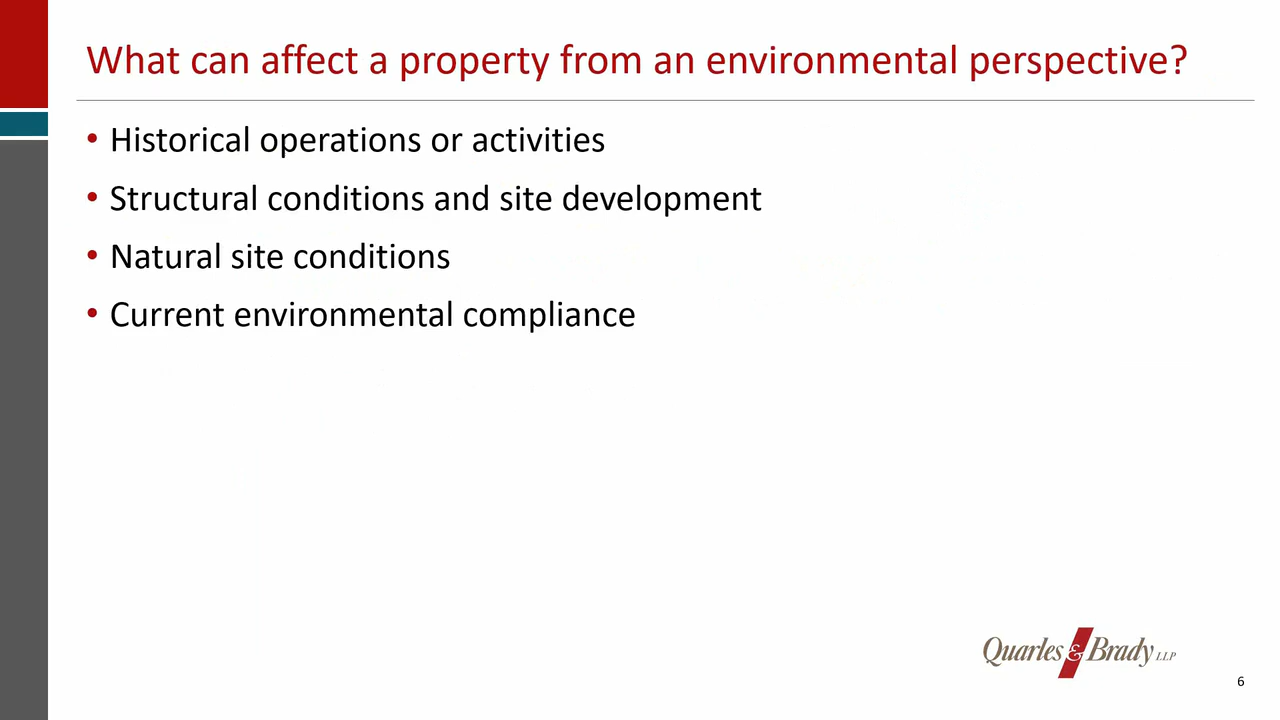 What can affect a property from an environmental perspective?
• Historical operations or activities
• Structural conditions and site development
• Natural site conditions
• Current environmental compliance
Quarles & Brady LLP
6